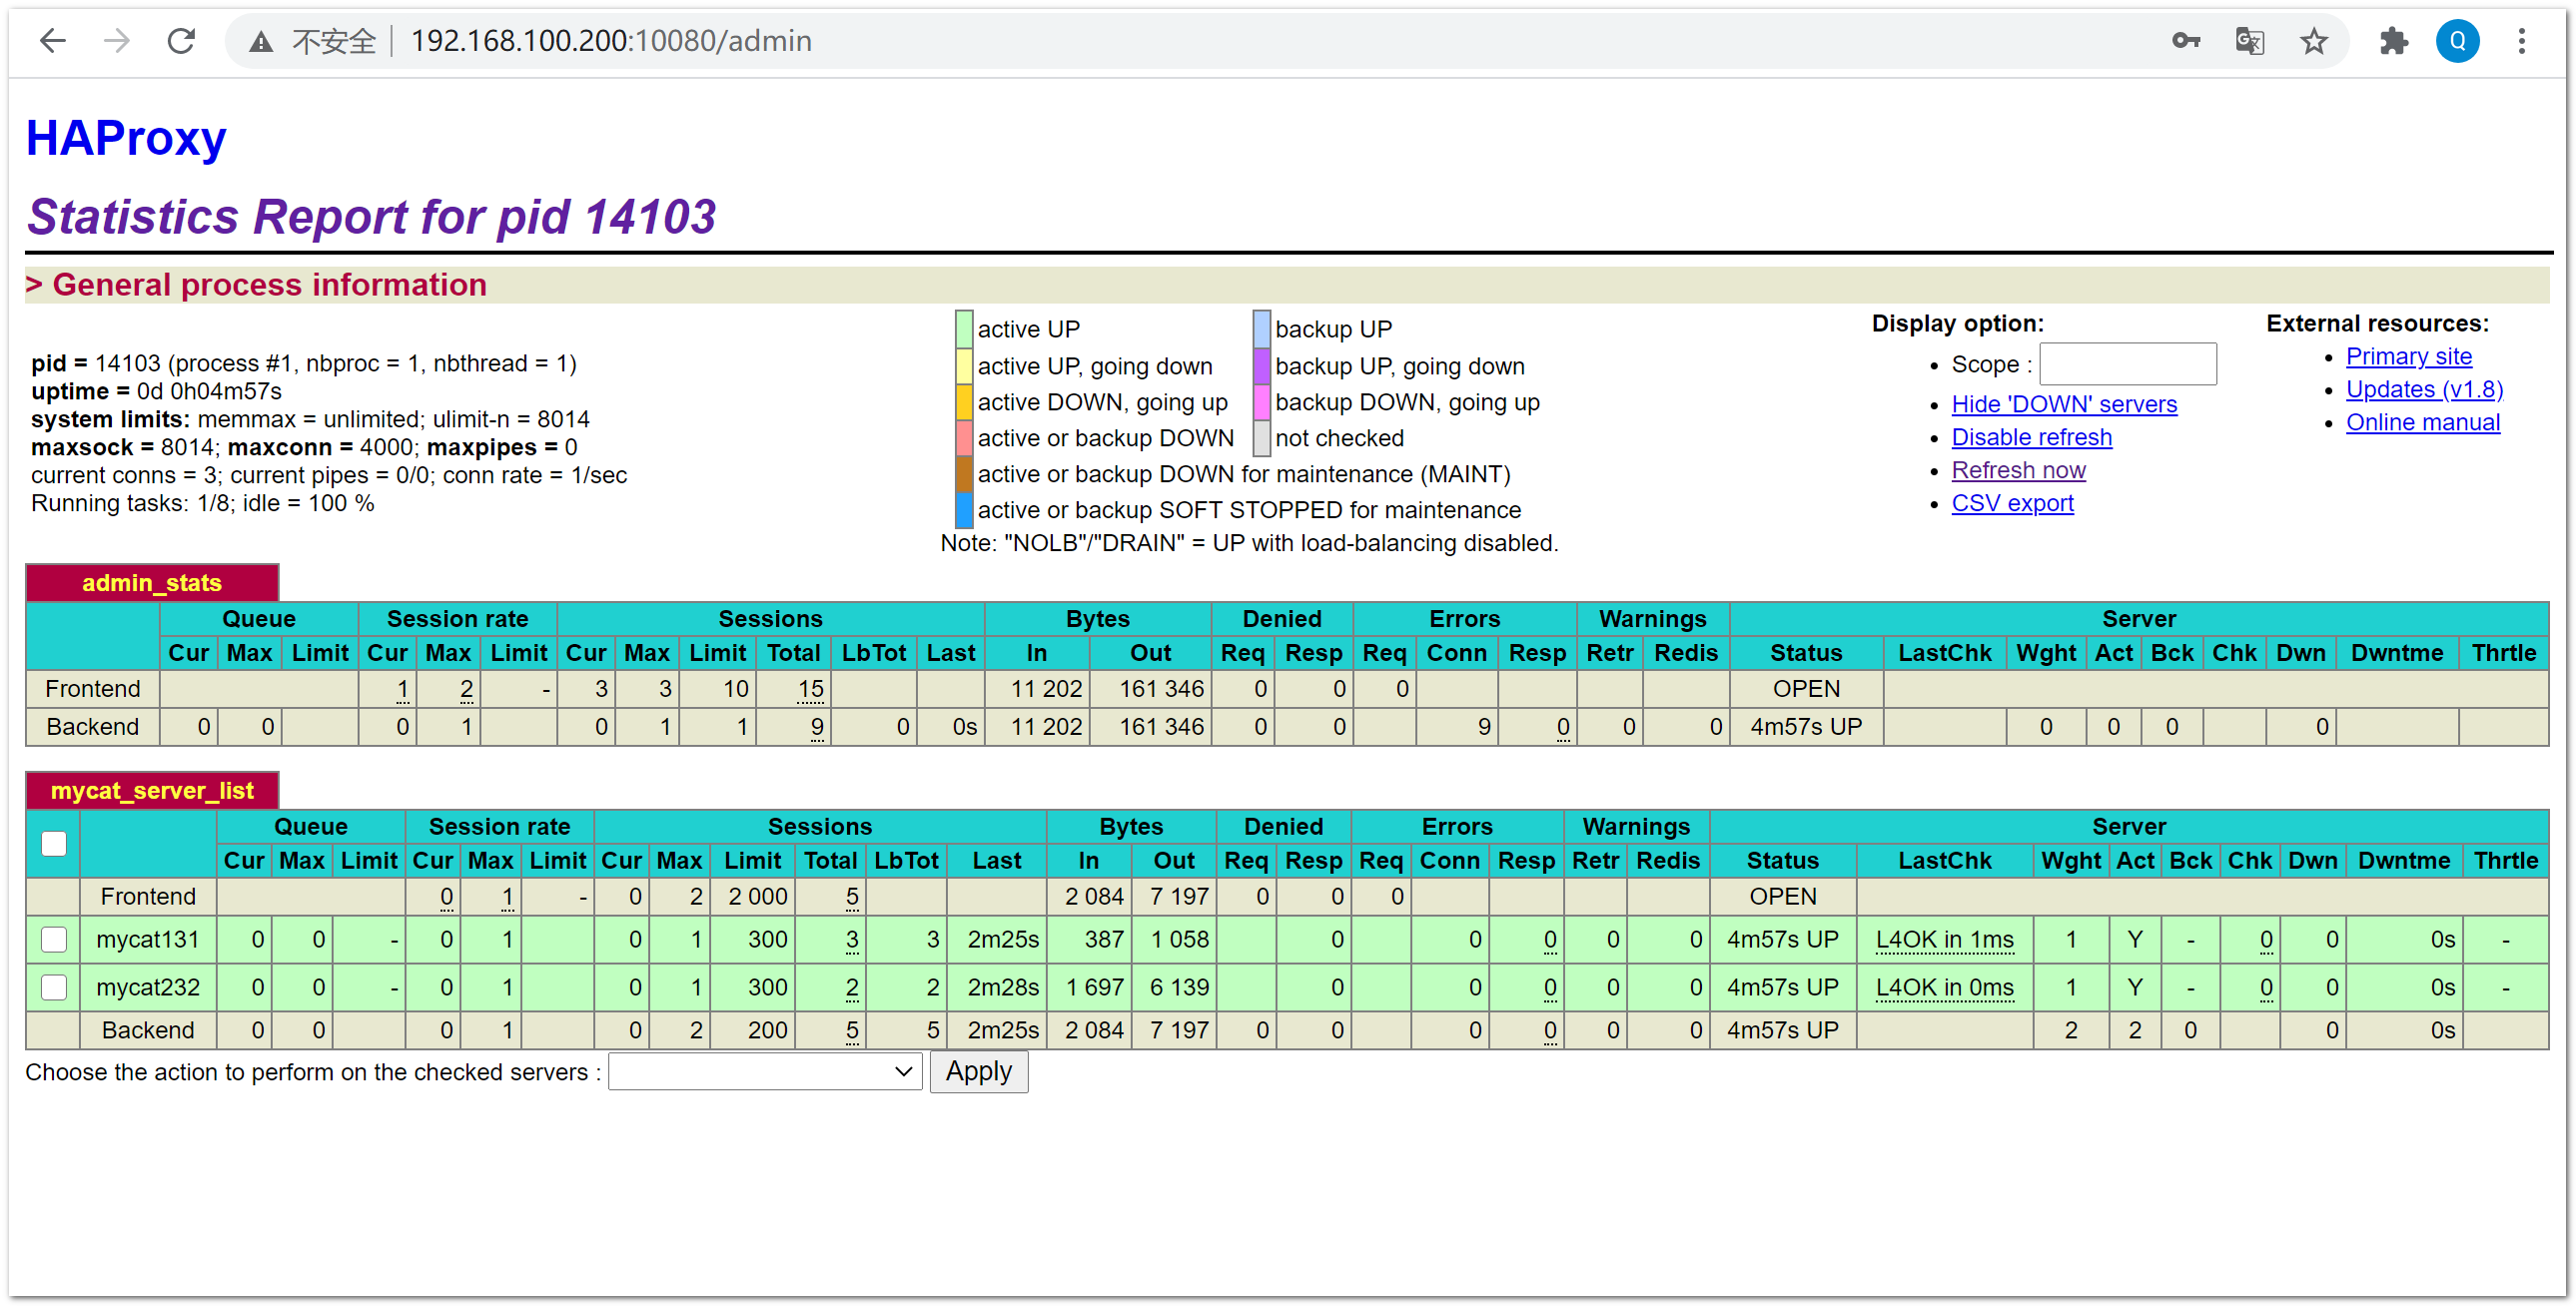 不安全 192.168.100.200:10080/admin
Q
HAProxy
Statistics Report for pid 14103
> General process information
pid = 14103 (process #1, nbproc = 1, nbthread = 1)
uptime = 0d 0h04m57s
system limits: memmax = unlimited; ulimit-n = 8014
maxsock = 8014; maxconn = 4000; maxpipes = 0
current conns = 3; current pipes = 0/0; conn rate = 1/sec
Running tasks: 1/8; idle = 100 %
active UP backup UP
active UP, going down backup UP, going down
active DOWN, going up backup DOWN, going up
active or backup DOWN not checked
active or backup DOWN for maintenance (MAINT)
active or backup SOFT STOPPED for maintenance
Note: "NOLB"/"DRAIN" = UP with load-balancing disabled.
Display option:
Scope :
Hide 'DOWN' servers
Disable refresh
Refresh now
CSV export
External resources:
Primary site
Updates (v1.8)
Online manual
admin_stats
Queue Session rate Sessions Bytes Denied Errors Warnings Server
Cur Max Limit Cur Max Limit Cur Max Limit Total LbTot Last In Out Req Resp Req Conn Resp Retr Redis Status LastChk Wght Act Bck Chk Dwn Dwntme Thrtle
Frontend 1 2 - 3 3 10 15 11 202 161 346 0 0 0 OPEN
Backend 0 0 0 1 0 1 1 9 0 0s 11 202 161 346 0 0 9 0 0 0 4m57s UP 0 0 0 0
mycat_server_list
Queue Session rate Sessions Bytes Denied Errors Warnings Server
Cur Max Limit Cur Max Limit Cur Max Limit Total LbTot Last In Out Req Resp Req Conn Resp Retr Redis Status LastChk Wght Act Bck Chk Dwn Dwntme Thrtle
Frontend 0 1 - 0 2 2 000 5 2 084 7 197 0 0 0 OPEN
mycat131 0 0 - 0 1 0 1 300 3 3 2m25s 387 1 058 0 0 0 0 0 4m57s UP L4OK in 1ms 1 Y - 0 0 0s -
mycat232 0 0 - 0 1 0 1 300 2 2 2m28s 1 697 6 139 0 0 0 0 0 4m57s UP L4OK in 0ms 1 Y - 0 0 0s -
Backend 0 0 0 1 0 2 200 5 5 2m25s 2 084 7 197 0 0 0 0 0 0 4m57s UP 2 2 0 0 0s
Choose the action to perform on the checked servers : Apply